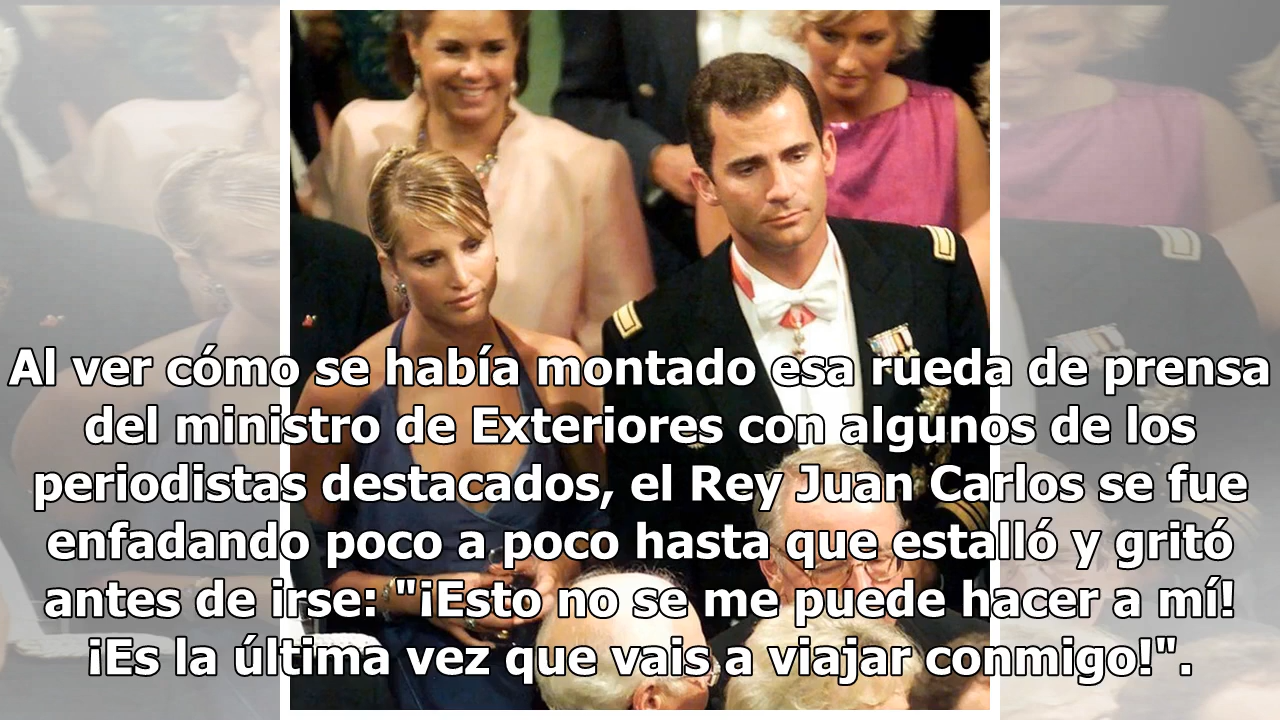 Al ver cómo se había montado esa rueda de prensa
del ministro de Exteriores con algunos de los
periodistas destacados, el Rey Juan Carlos se fue
enfadando poco a poco hasta que estalló y gritó
antes de irse: "¡Esto no se me puede hacer a mí!
¡Es la última vez que vais a viajar conmigo!".